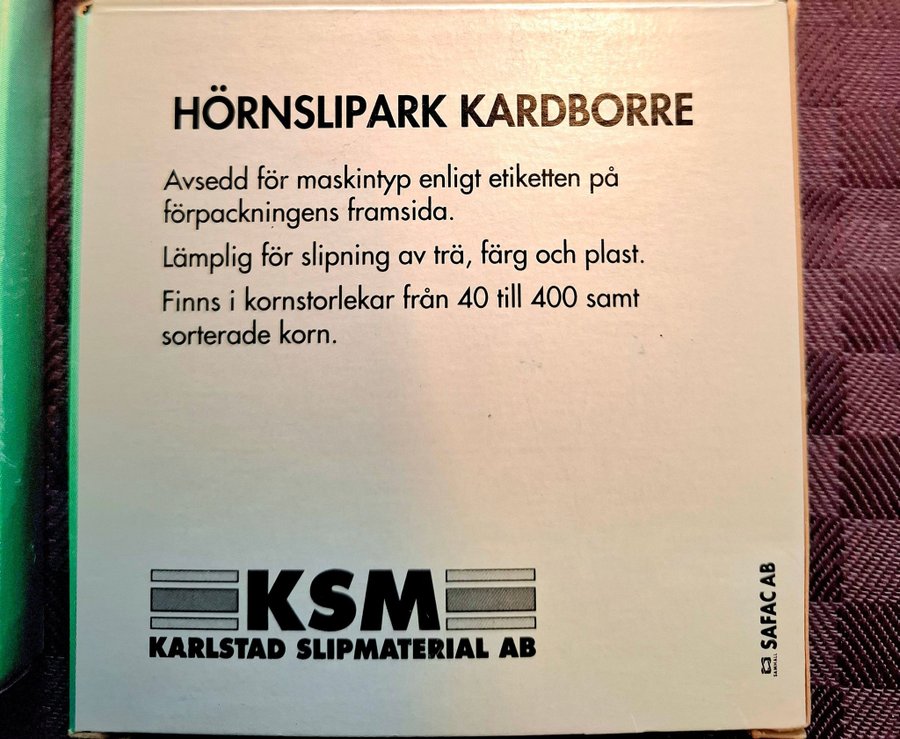 HÖRNSLIPARK KARDBORRE
Avsedd för maskintyp enligt etiketten på
förpackningens framsida.
Lämplig för slipning av trä, färg och plast.
Finns i kornstorlekar från 40 till 400 samt
sorterade korn.
KSM
KARLSTAD SLIPMATERIAL AB
SAMHALL
SAFAC AB